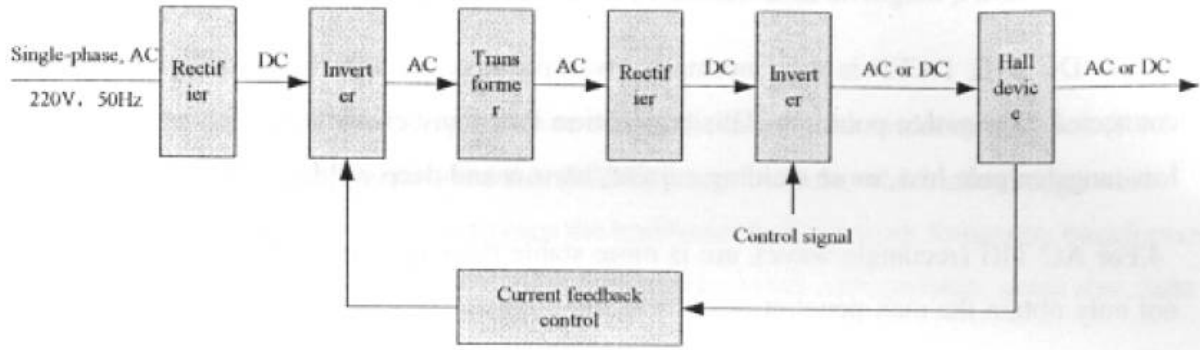 Single-phase, AC
220V, 50Hz
Rectif
ier
DC
Invert
er
AC
Trans
forme
r
AC
Rectif
ier
DC
Invert
er
AC or DC
Hall
devic
e
AC or DC
Control signal
Current feedback
control